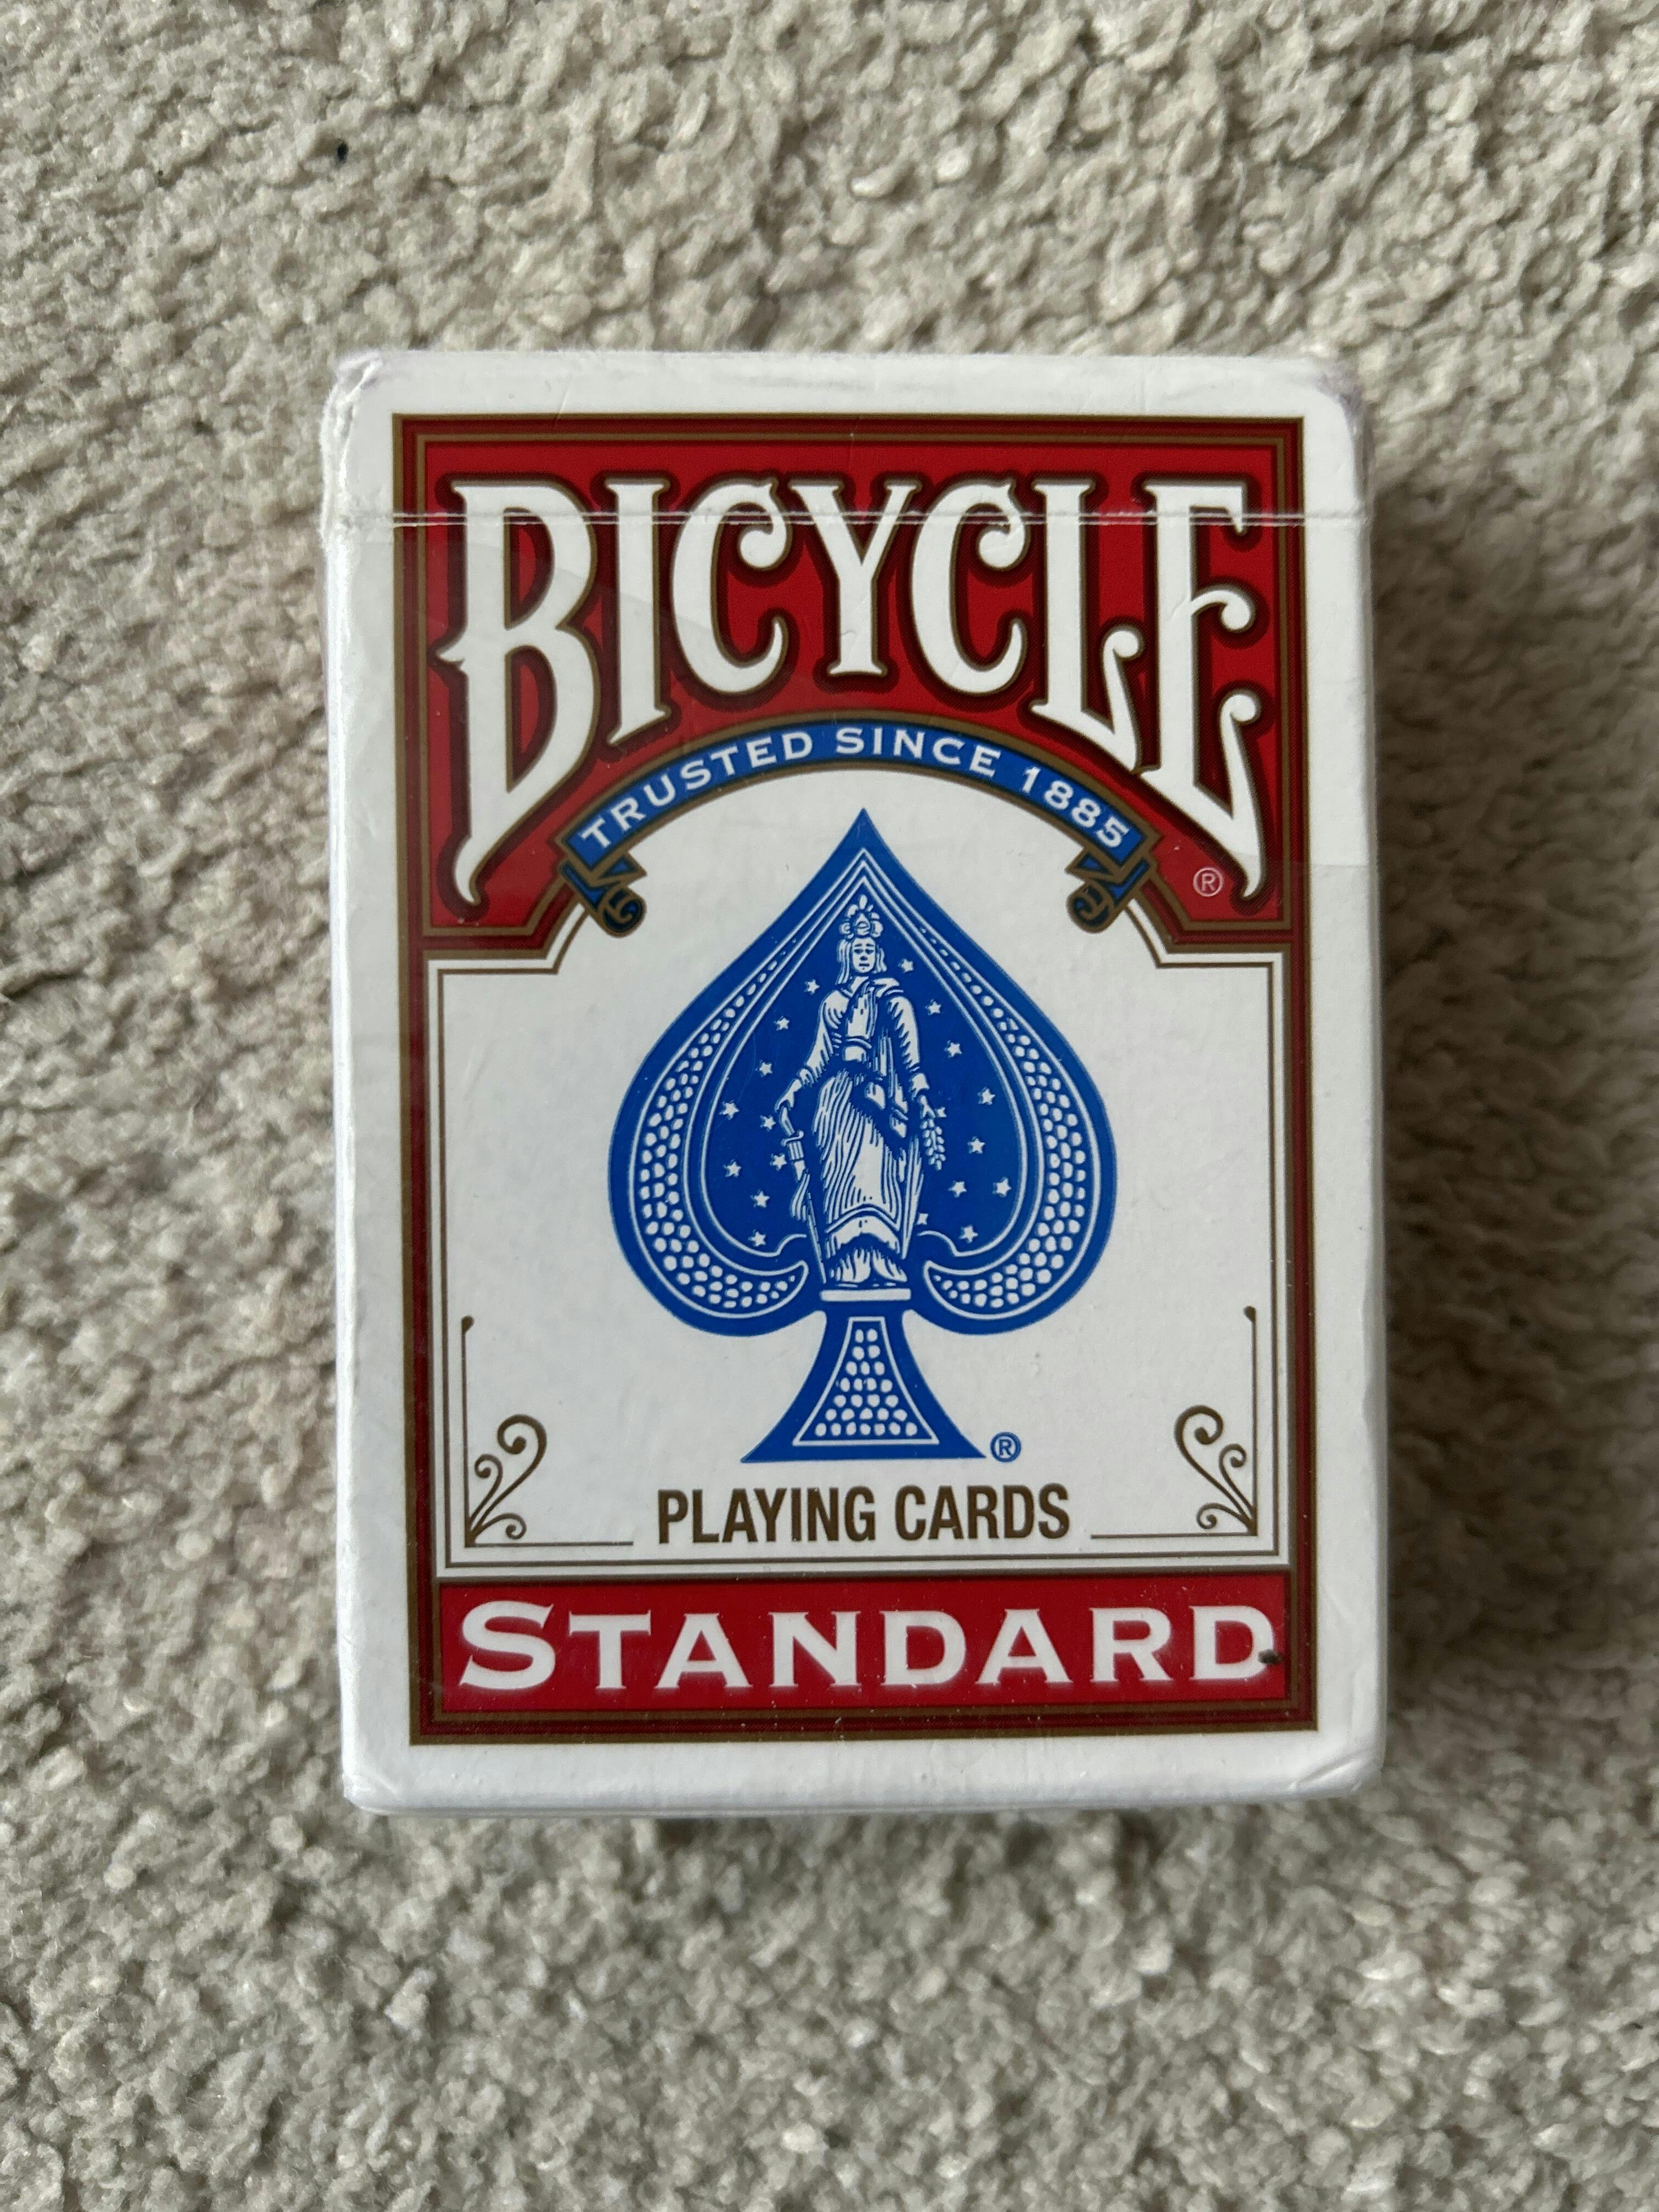 BICYCLE
®
TRUSTED SINCE 1885
®
PLAYING CARDS
STANDARD